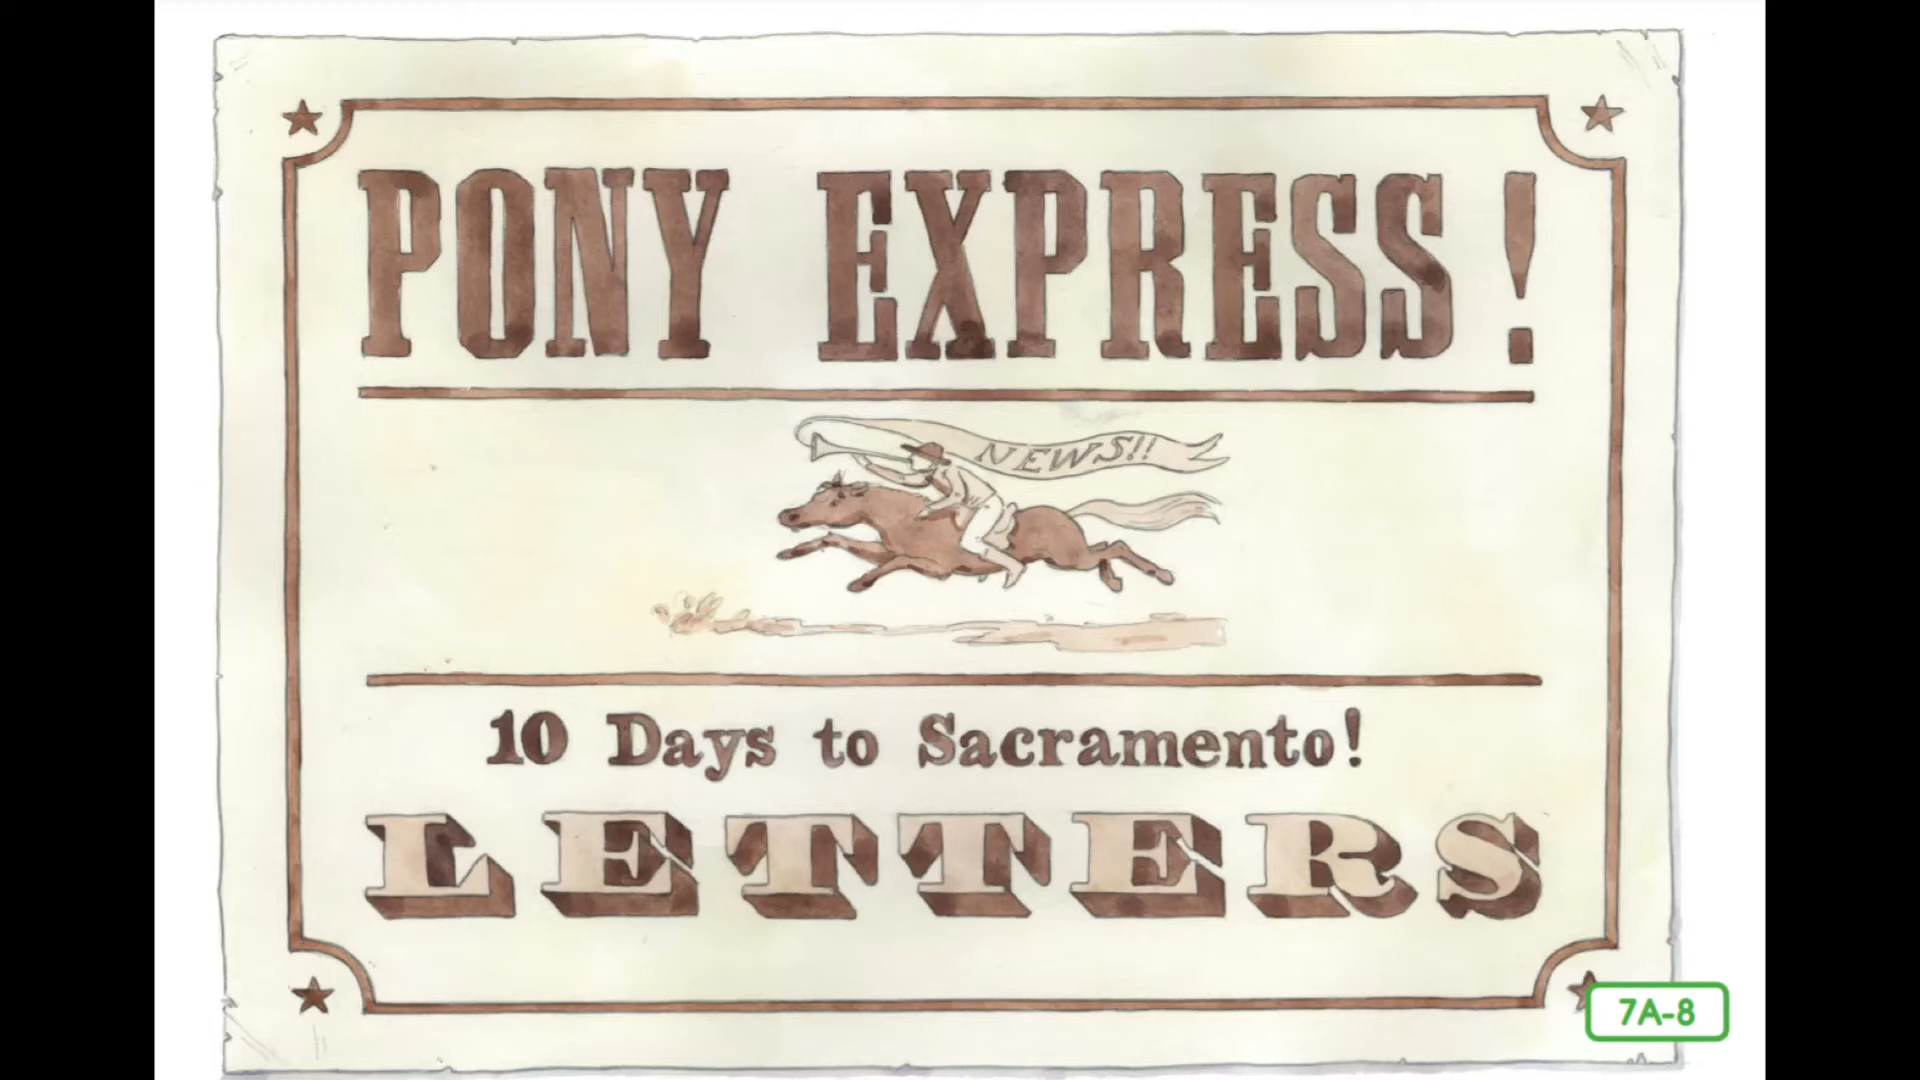 PONY EXPRESS!
NEWS!!
10 Days to Sacramento!
LETTERS
7A-8